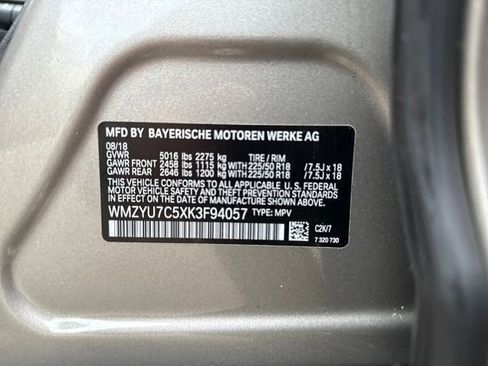 MFD BY BAYERISCHE MOTOREN WERKE AG
08/18
GVWR 5016 lbs 2275 kg TIRE / RIM
GAWR FRONT 2458 lbs 1115 kg WITH 225/50 R18 /7.5J x 18
GAWR REAR 2646 lbs 1200 kg WITH 225/50 R18 /7.5J x 18
THIS VEHICLE CONFORMS TO ALL APPLICABLE U.S. FEDERAL
MOTOR VEHICLE SAFETY AND THEFT PREVENTION STANDARDS
IN EFFECT ON THE DATE OF MANUFACTURE SHOWN ABOVE.
WMZYU7C5XK3F94057 TYPE: MPV
C2K/7
7 320 730